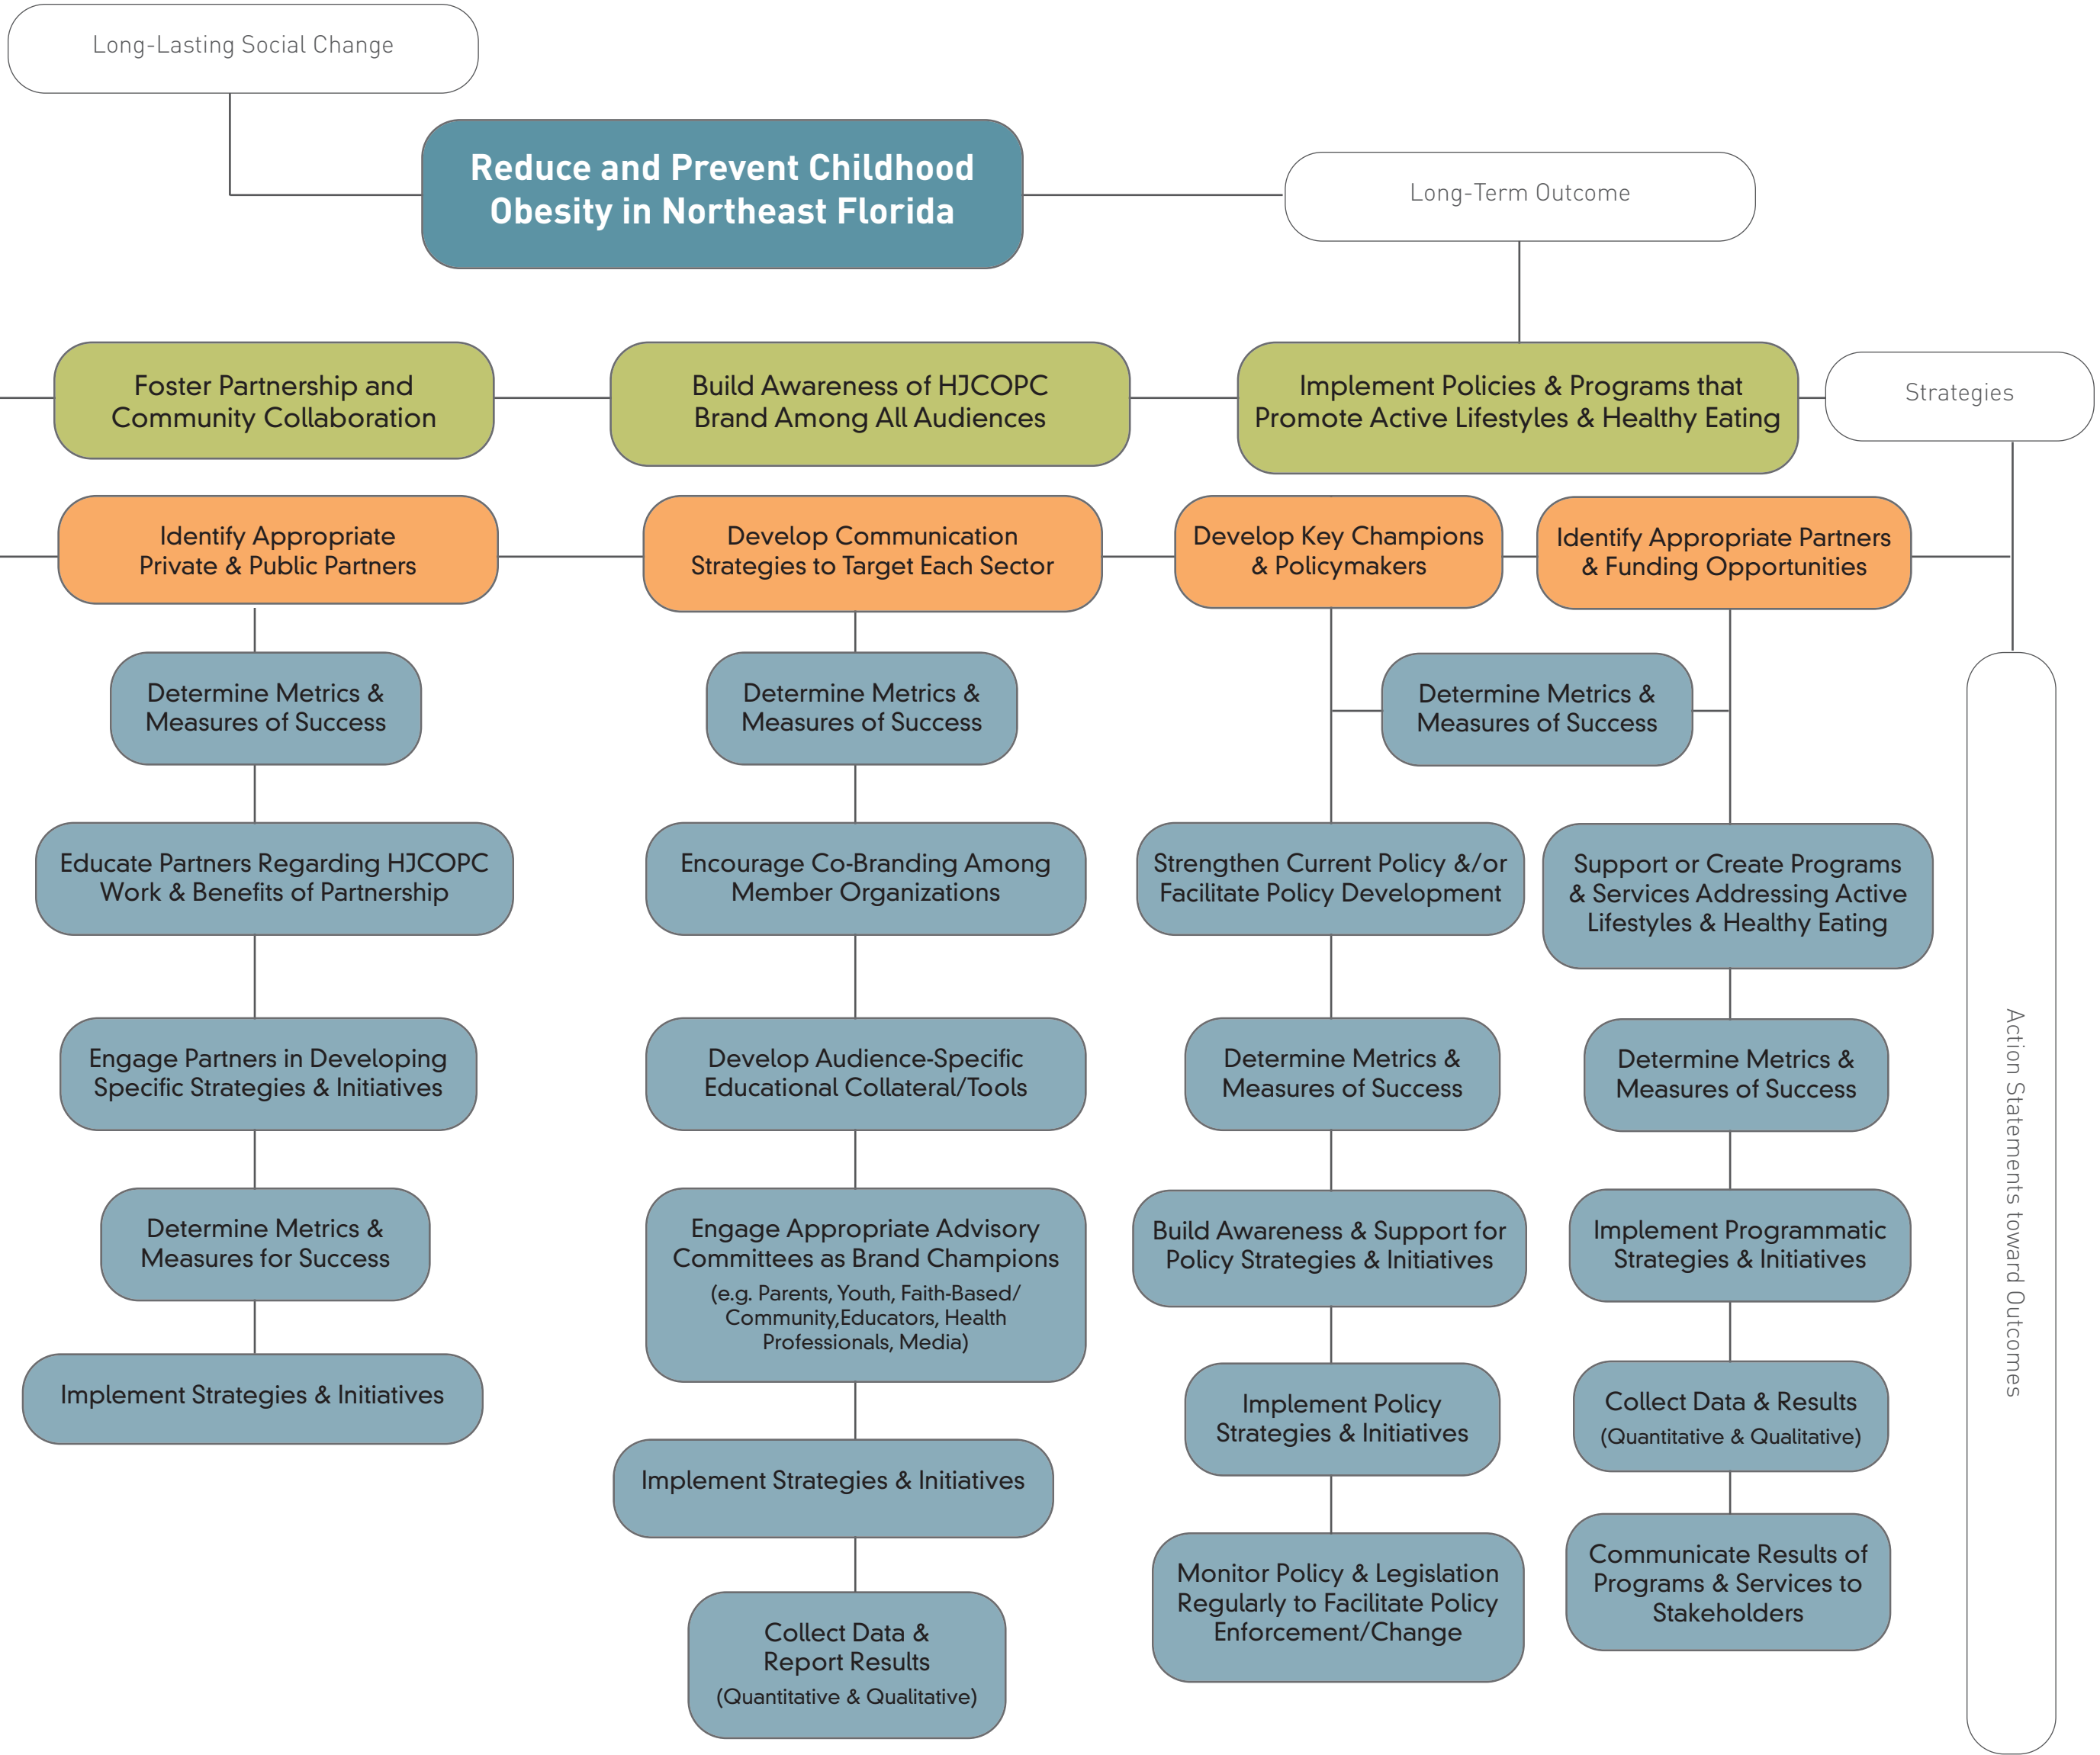 Long-Lasting Social Change
Reduce and Prevent Childhood
Obesity in Northeast Florida
Long-Term Outcome
Foster Partnership and
Community Collaboration
Build Awareness of HJCOPC
Brand Among All Audiences
Implement Policies & Programs that
Promote Active Lifestyles & Healthy Eating
Strategies
Identify Appropriate
Private & Public Partners
Develop Communication
Strategies to Target Each Sector
Develop Key Champions
& Policymakers
Identify Appropriate Partners
& Funding Opportunities
Determine Metrics &
Measures of Success
Educate Partners Regarding HJCOPC
Work & Benefits of Partnership
Engage Partners in Developing
Specific Strategies & Initiatives
Determine Metrics &
Measures for Success
Implement Strategies & Initiatives
Determine Metrics &
Measures of Success
Encourage Co-Branding Among
Member Organizations
Develop Audience-Specific
Educational Collateral/Tools
Engage Appropriate Advisory
Committees as Brand Champions
(e.g. Parents, Youth, Faith-Based/
Community,Educators, Health
Professionals, Media)
Implement Strategies & Initiatives
Collect Data &
Report Results
(Quantitative & Qualitative)
Determine Metrics &
Measures of Success
Strengthen Current Policy &/or
Facilitate Policy Development
Determine Metrics &
Measures of Success
Build Awareness & Support for
Policy Strategies & Initiatives
Implement Policy
Strategies & Initiatives
Monitor Policy & Legislation
Regularly to Facilitate Policy
Enforcement/Change
Support or Create Programs
& Services Addressing Active
Lifestyles & Healthy Eating
Determine Metrics &
Measures of Success
Implement Programmatic
Strategies & Initiatives
Collect Data & Results
(Quantitative & Qualitative)
Communicate Results of
Programs & Services to
Stakeholders
Action Statements toward Outcomes